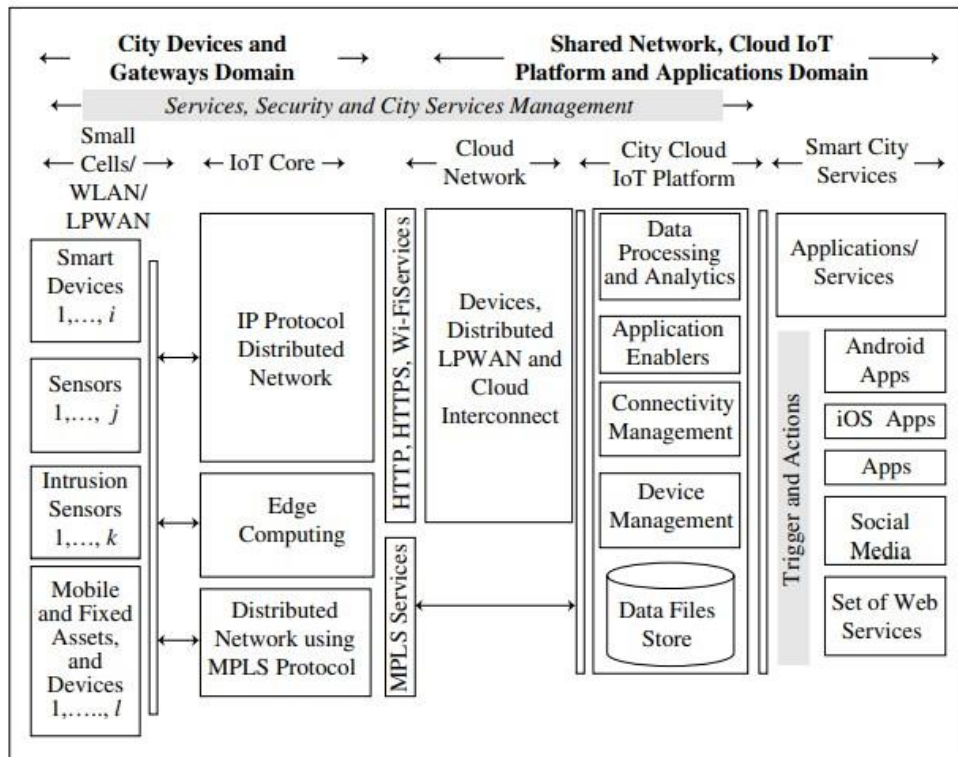 City Devices and
Gateways Domain
Shared Network, Cloud IoT
Platform and Applications Domain
Services, Security and City Services Management
Small
Cells/
WLAN/
LPWAN
IoT Core
Cloud
Network
City Cloud
IoT Platform
Smart City
Services
Smart
Devices
1,…, i
Sensors
1,…, j
Intrusion
Sensors
1,…, k
Mobile
and Fixed
Assets,
and
Devices
1,….., l
IP Protocol
Distributed
Network
Edge
Computing
Distributed
Network using
MPLS Protocol
HTTP, HTTPS, Wi-FiServices
MPLS Services
Devices,
Distributed
LPWAN and
Cloud
Interconnect
Data
Processing
and Analytics
Application
Enablers
Connectivity
Management
Device
Management
Data Files
Store
Applications/
Services
Trigger and Actions
Android
Apps
iOS Apps
Apps
Social
Media
Set of Web
Services